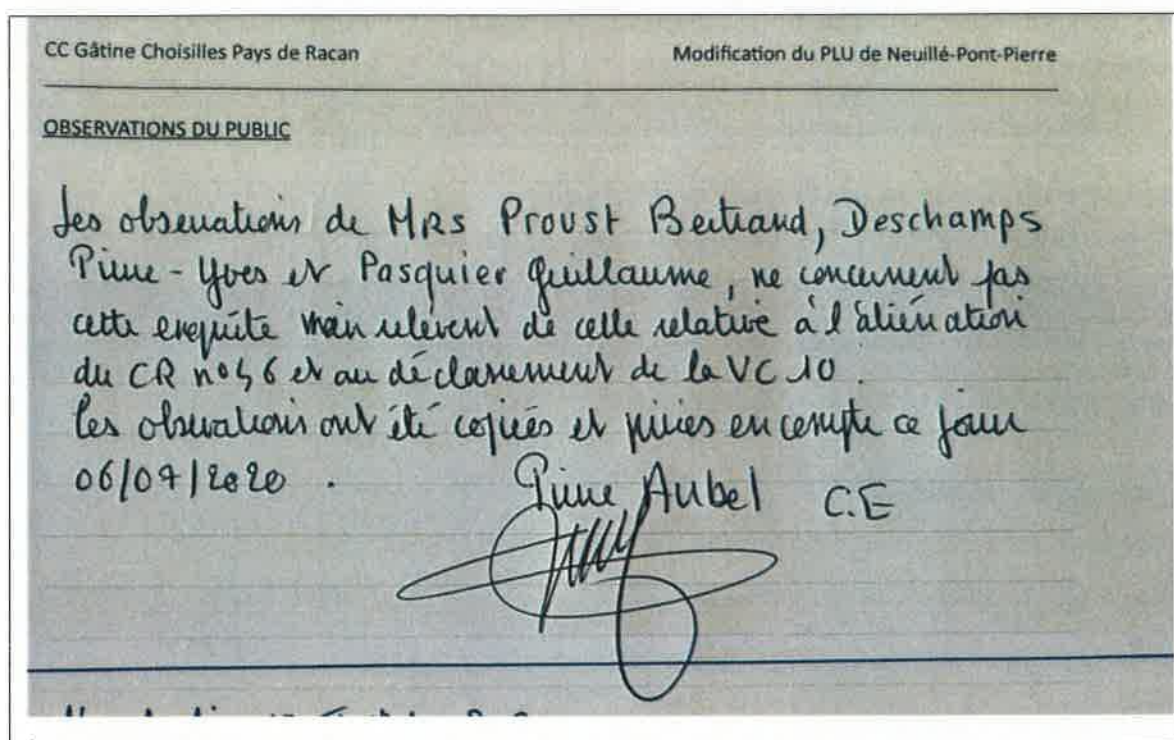 CC Gâtine Choisilles Pays de Racan
Modification du PLU de Neuillé-Pont-Pierre
OBSERVATIONS DU PUBLIC
Les observations de MRs Proust Bertrand, Deschamps
Pierre-Yves et Pasquier Guillaume, ne concernent pas
cette enquête mais relèvent de celle relative à l'aliénation
du CR n° 46 et au déclassement de la VC 10.
Ces observations ont été copiées et prises en compte ce jour
06/07/2020.
Pierre Aubel C.E